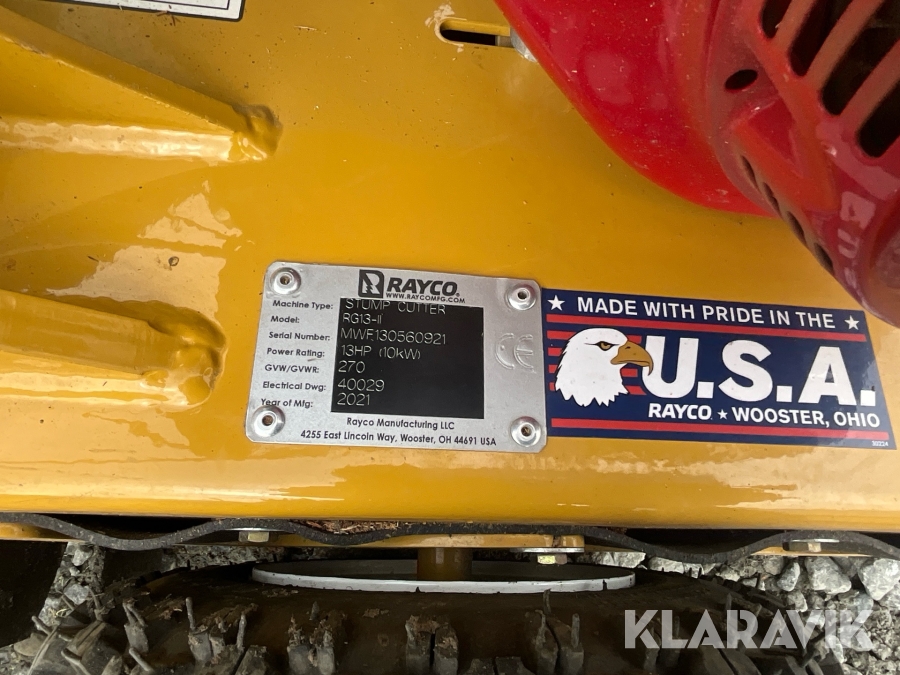 RAYCO®
WWW.RAYCOMFG.COM
Machine Type: STUMP CUTTER
Model: RG13-II
Serial Number: MWF130560921
Power Rating: 13HP (10kW)
GVW/GVWR: 270
Electrical Dwg: 40029
Year of Mfg: 2021
CE
Rayco Manufacturing LLC
4255 East Lincoln Way, Wooster, OH 44691 USA
MADE WITH PRIDE IN THE
U.S.A.
RAYCO ★ WOOSTER, OHIO
KLARAVIK